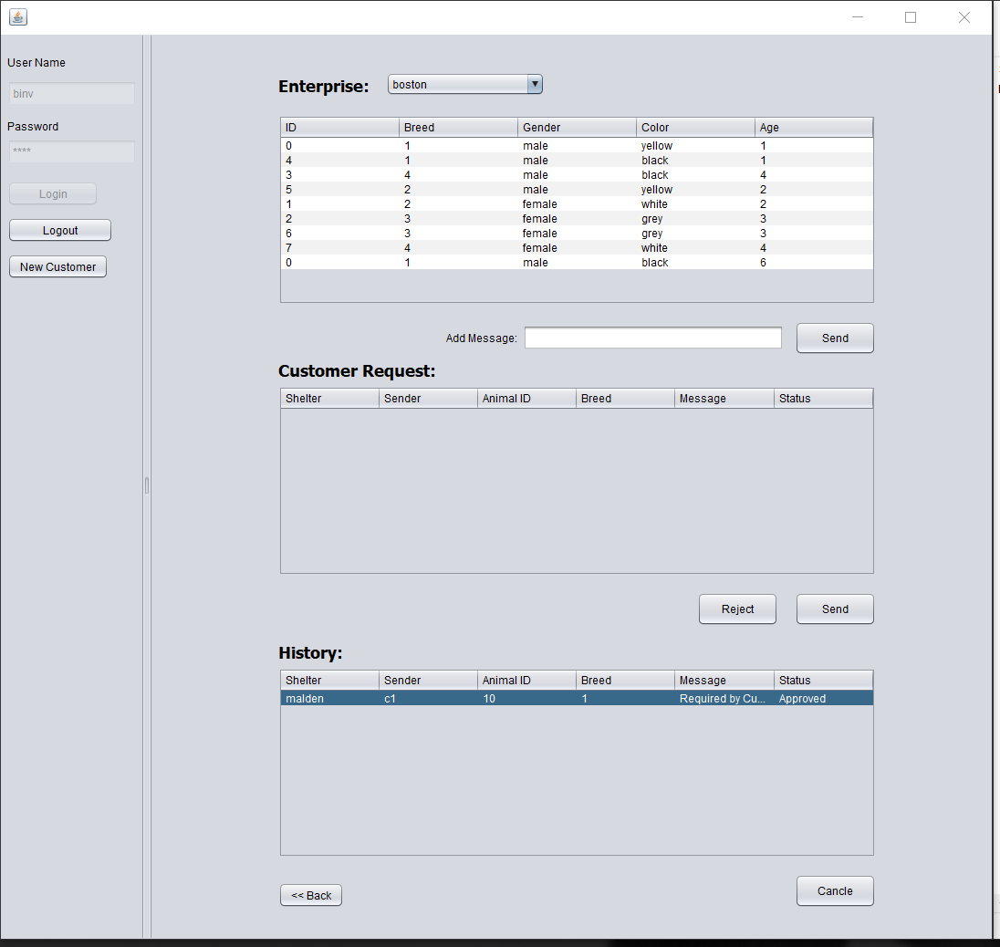 User Name
binv
Password
****
Login
Logout
New Customer
Enterprise: boston
ID Breed Gender Color Age
0 1 male yellow 1
4 1 male black 1
3 4 male black 4
5 2 male yellow 2
1 2 female white 2
2 3 female grey 3
6 3 female grey 3
7 4 female white 4
0 1 male black 6
Add Message: Send
Customer Request:
Shelter Sender Animal ID Breed Message Status
Reject Send
History:
Shelter Sender Animal ID Breed Message Status
malden c1 10 1 Required by Cu... Approved
<< Back Cancle